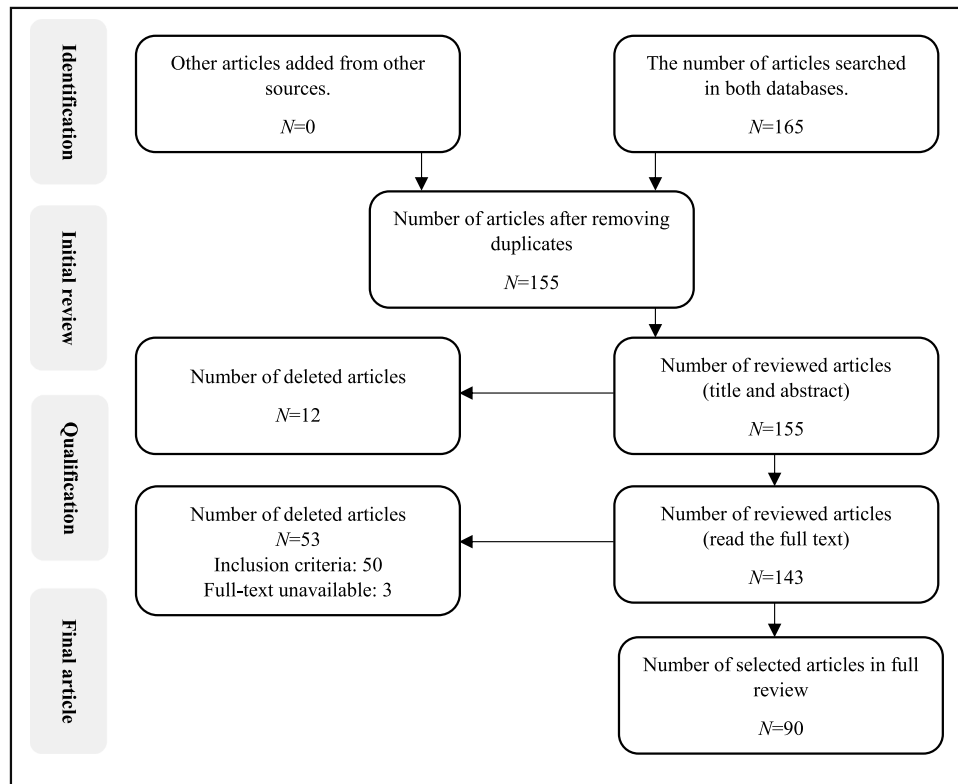 Identification
Other articles added from other
sources.
N=0
The number of articles searched
in both databases.
N=165
Initial review
Number of articles after removing
duplicates
N=155
Number of deleted articles
N=12
Number of reviewed articles
(title and abstract)
N=155
Qualification
Number of deleted articles
N=53
Inclusion criteria: 50
Full-text unavailable: 3
Number of reviewed articles
(read the full text)
N=143
Final article
Number of selected articles in full
review
N=90